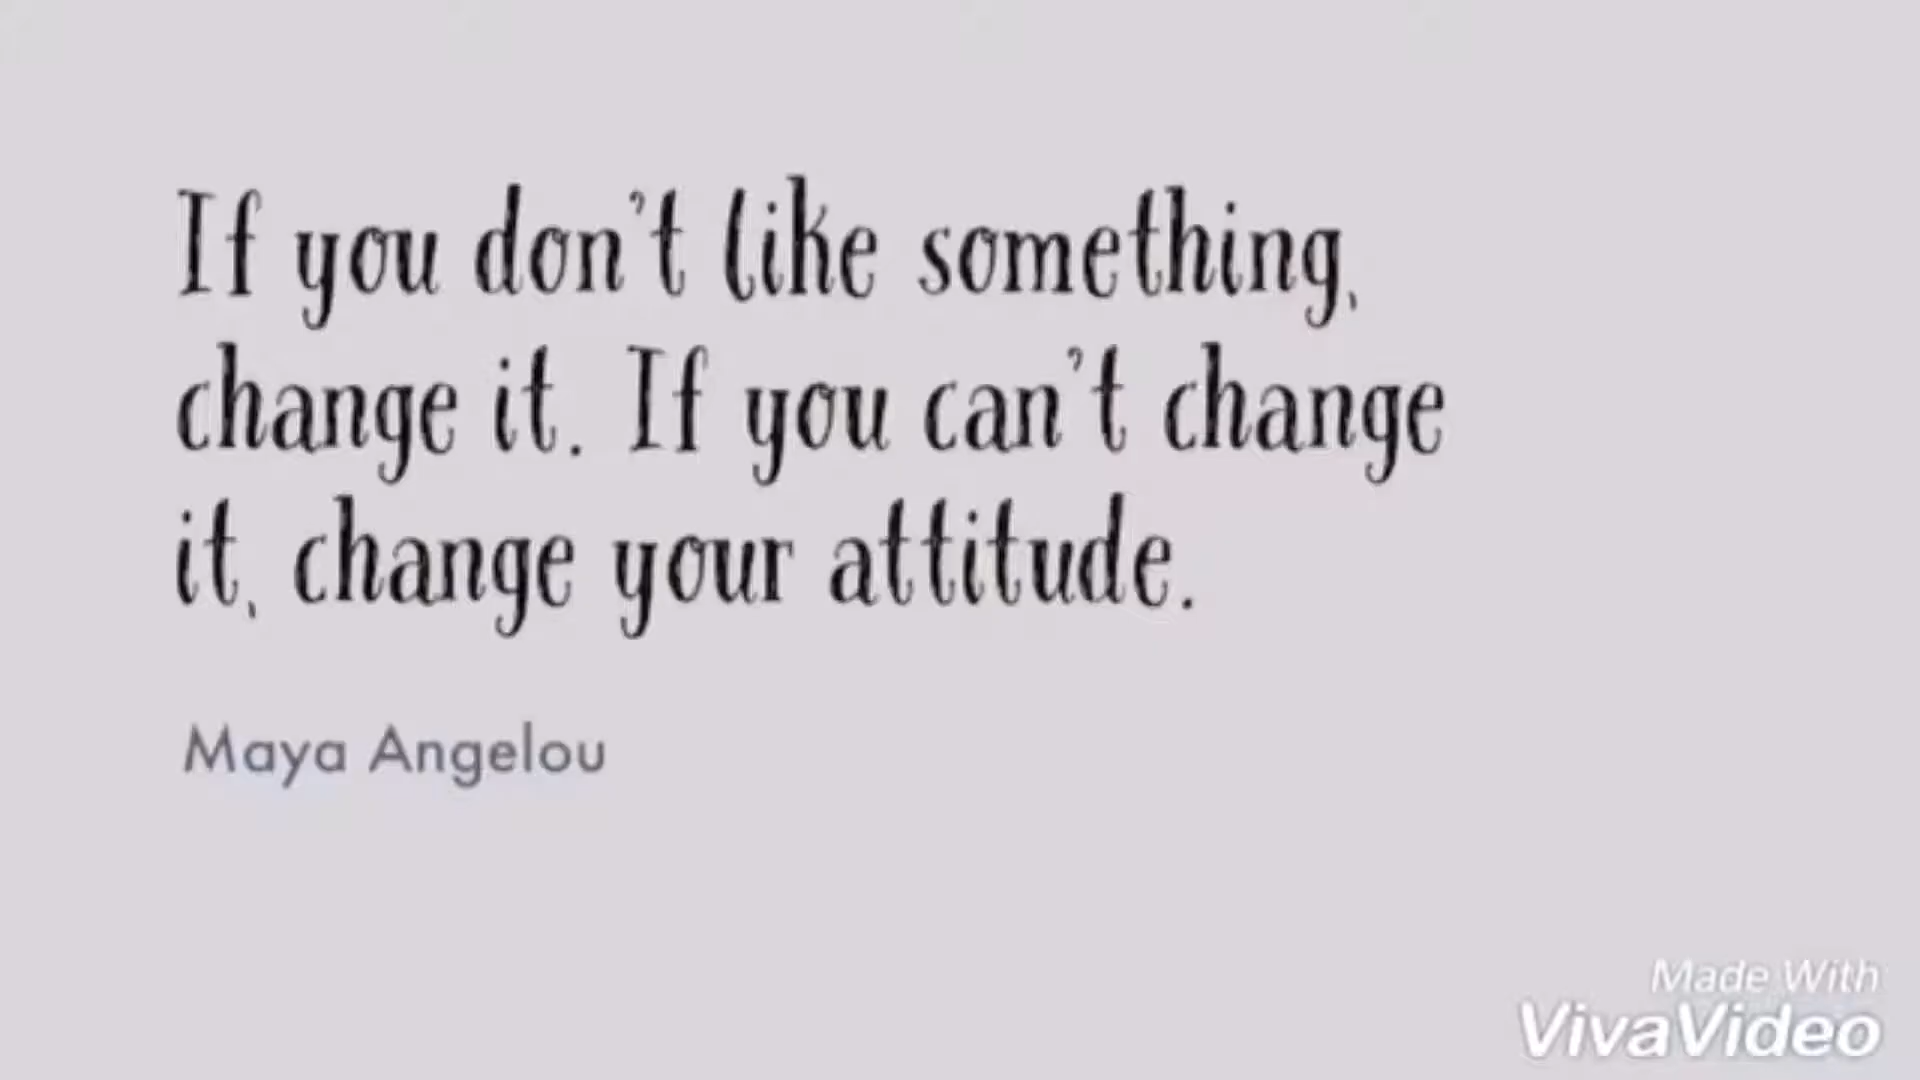 If you don't like something,
change it. If you can't change
it, change your attitude.
Maya Angelou
Made With
VivaVideo